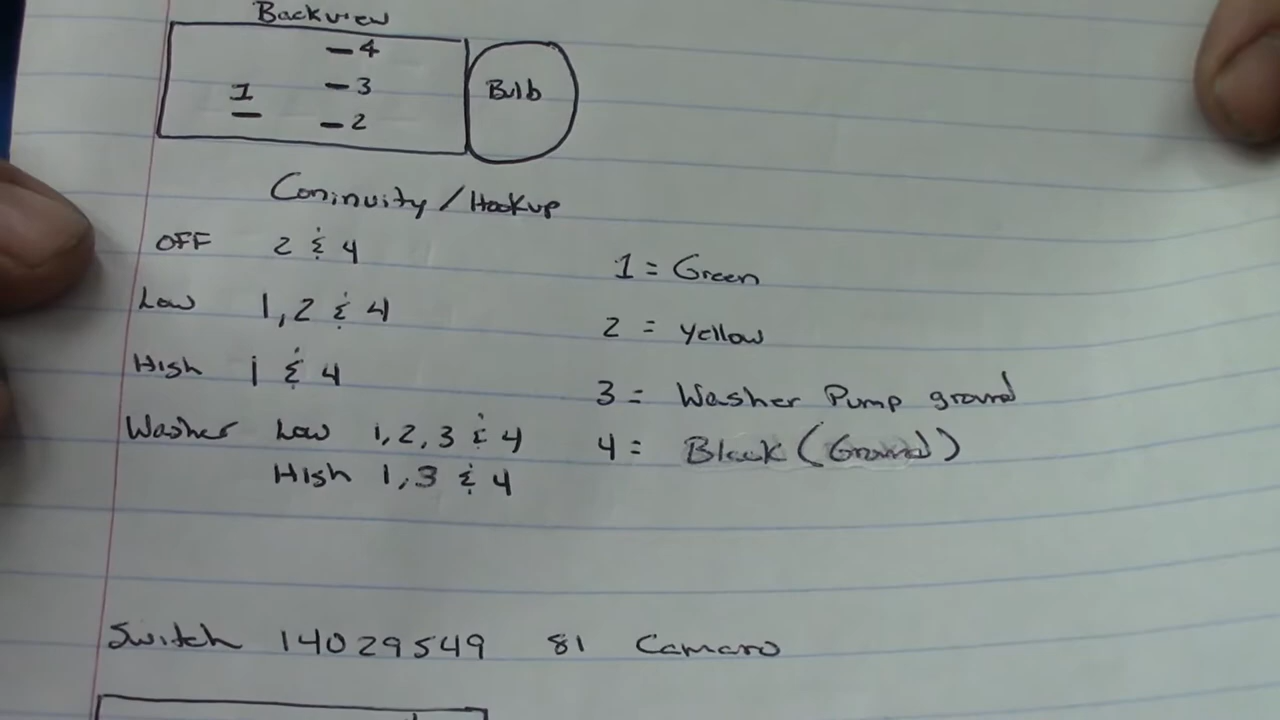 Backview
4
3
1
2
Bulb
Coninuity / Hookup
OFF 2 & 4
Low 1, 2 & 4
High 1 & 4
Washer Low 1, 2, 3 & 4
High 1, 3 & 4
1 = Green
2 = Yellow
3 = Washer Pump ground
4 = Black (Ground)
Switch 14029549 81 Camaro